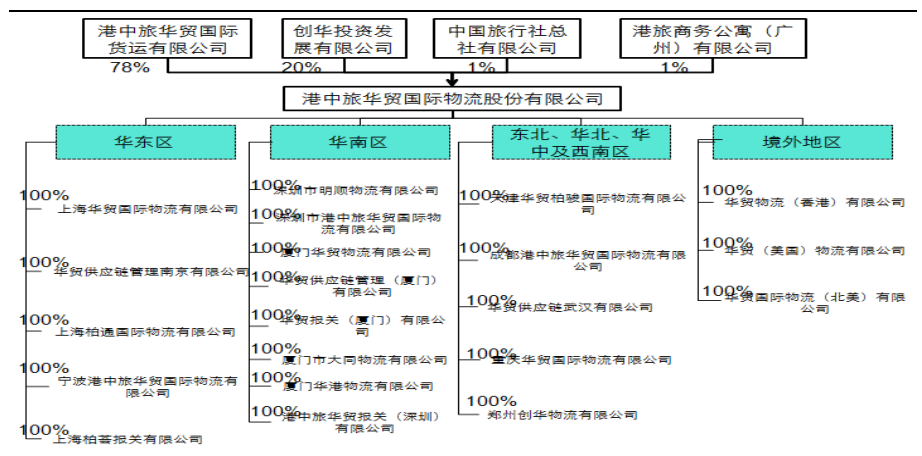 港中旅华贸国际
货运有限公司
创华投资发
展有限公司
中国旅行社总
社有限公司
港旅商务公寓（广
州）有限公司
78%
20%
1%
1%
港中旅华贸国际物流股份有限公司
华东区
100%
上海华贸国际物流有限公司
100%
华贸供应链管理南京有限公司
100%
上海柏通国际物流有限公司
100%
宁波港中旅华贸国际物流有
限公司
100%
上海柏荟报关有限公司
华南区
100%
深圳市明顺物流有限公司
100%
深圳市港中旅华贸国际物
流有限公司
100%
厦门华贸物流有限公司
100%
华贸供应链管理（厦门）
有限公司
100%
华贸报关（厦门）有限公
司
100%
厦门市大同物流有限公司
100%
厦门华港物流有限公司
100%
港中旅华贸报关（深圳）
有限公司
东北、华北、华
中及西南区
100%
天津华贸柏骏国际物流有限公
司
100%
成都港中旅华贸国际物流有限
公司
100%
华贸供应链武汉有限公司
100%
重庆华贸国际物流有限公司
100%
郑州创华物流有限公司
境外地区
100%
华贸物流（香港）有限公司
100%
华贸（美国）物流有限公司
100%
华贸国际物流（北美）有限
公司